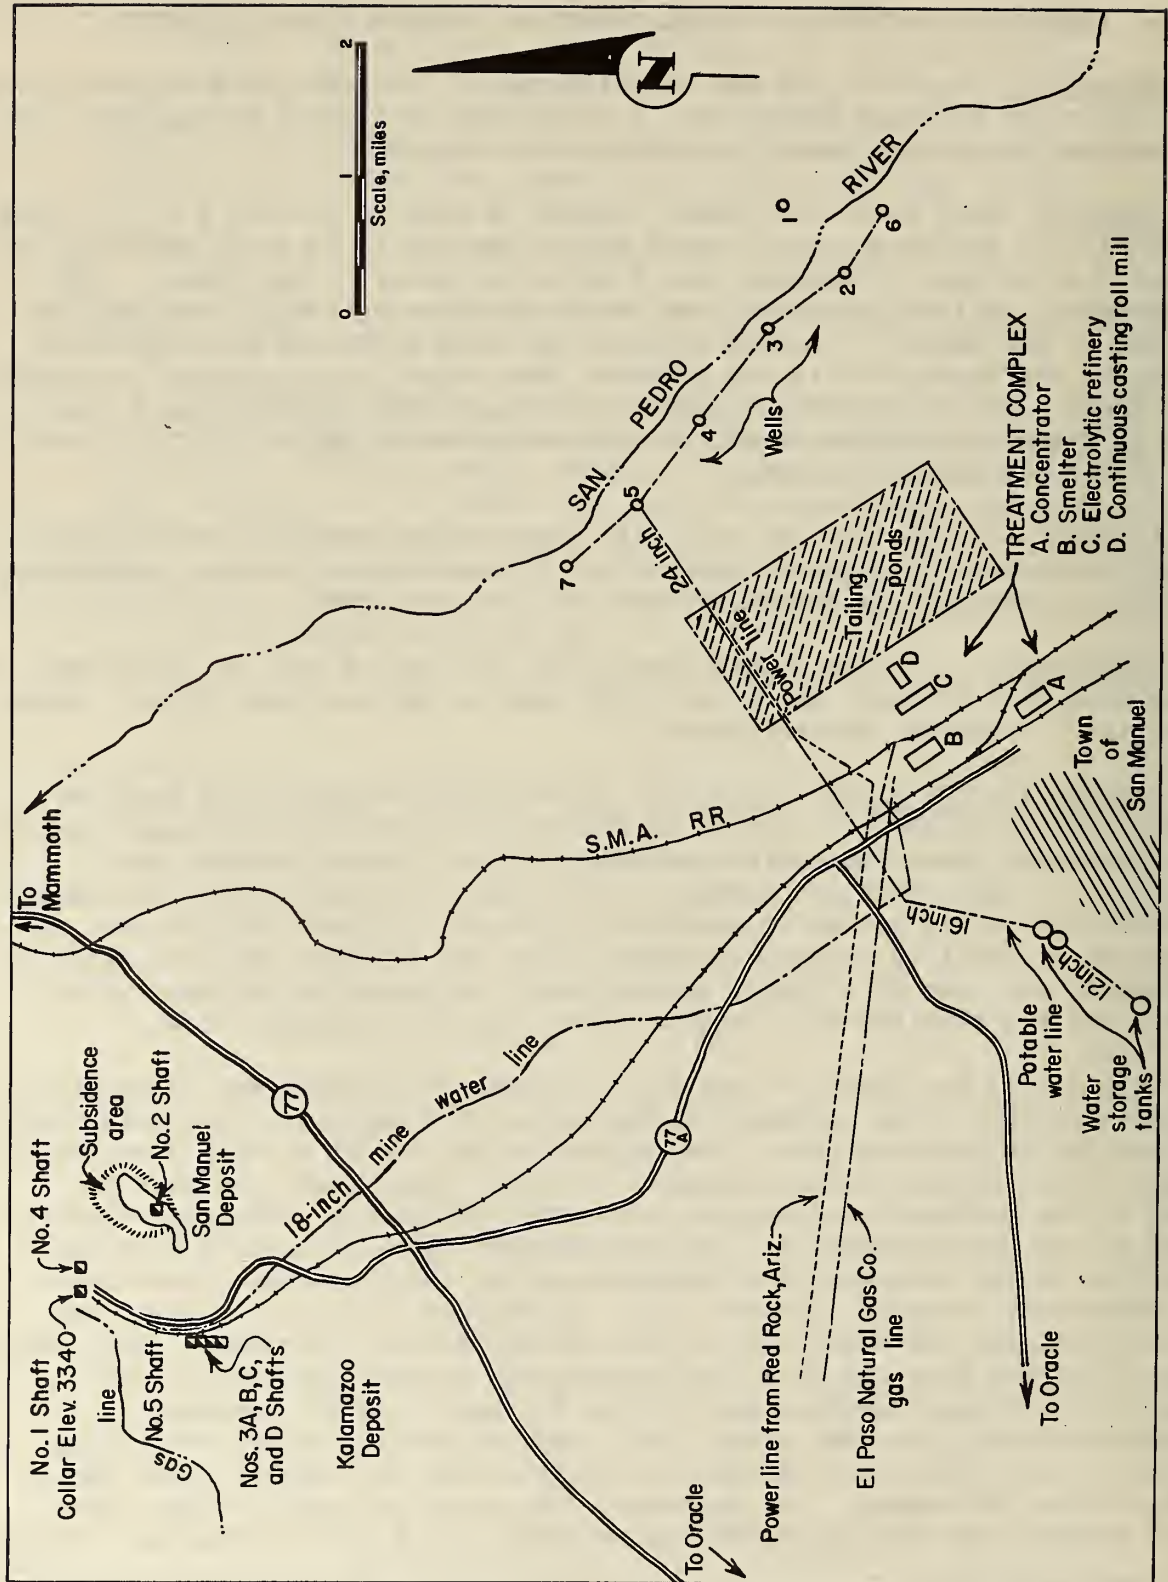 No. 1 Shaft
Collar Elev. 3340
No. 4 Shaft
Subsidence
area
No. 2 Shaft
San Manuel
Deposit
Gas
line
No. 5 Shaft
Nos. 3A, B, C,
and D Shafts
Kalamazoo
Deposit
To
Mammoth
77
18-inch mine water line
77
A
S.M.A. RR
0 1 2
Scale, miles
N
SAN PEDRO RIVER
1
2
3
4
5
6
7
Wells
24 inch
Power line
Tailing
ponds
TREATMENT COMPLEX
A. Concentrator
B. Smelter
C. Electrolytic refinery
D. Continuous casting roll mill
A
B
C
D
Town
of
San Manuel
16 inch
12 inch
Potable
water line
Water
storage
tanks
Power line from Red Rock, Ariz.
El Paso Natural Gas Co.
gas line
To Oracle
To Oracle